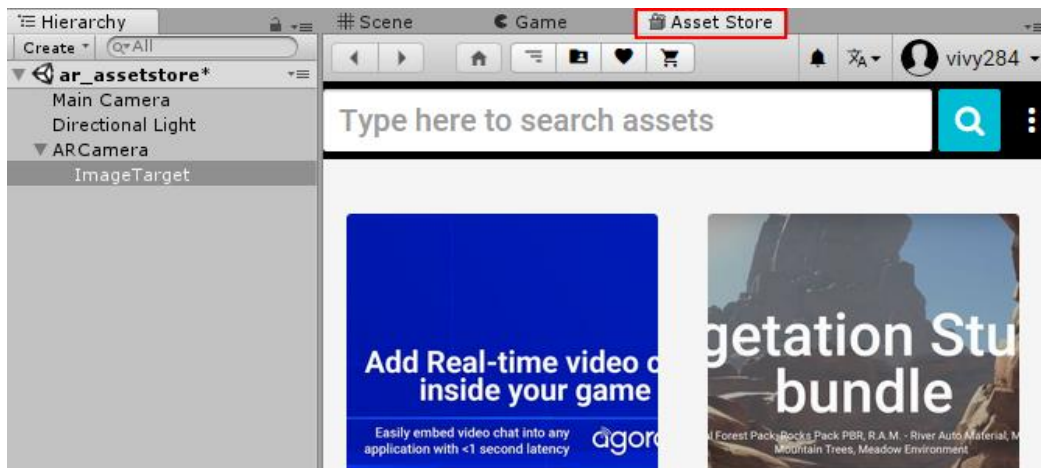 Hierarchy
# Scene
Game
Asset Store
Create
All
vivy284
ar_assetstore*
Main Camera
Directional Light
ARCamera
ImageTarget
Type here to search assets
Add Real-time video c
inside your game
Easily embed video chat into any
application with <1 second latency
agora
getation Stu
bundle
l Forest Pack, Rocks Pack PBR, R.A.M. - River Auto Material, M
Mountain Trees, Meadow Environment